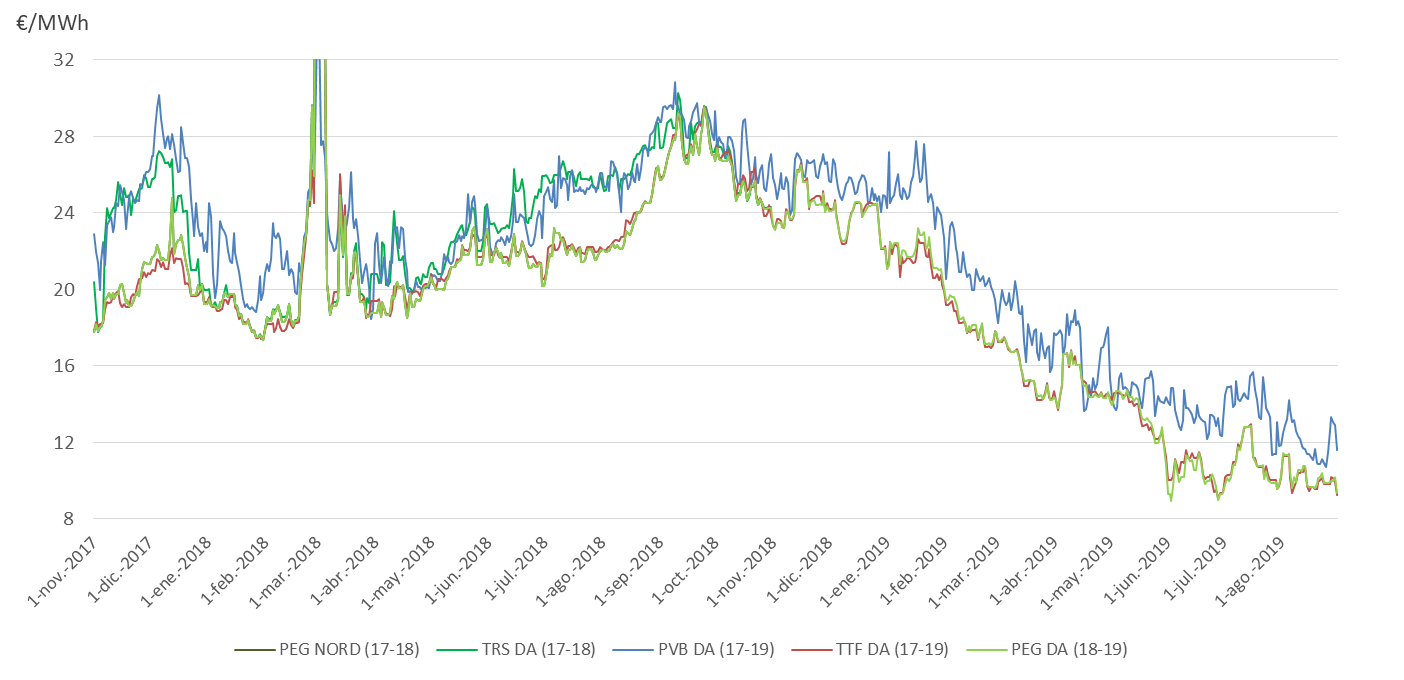 €/MWh
32
28
24
20
16
12
8
1-nov.-2017
1-dic.-2017
1-ene.-2018
1-feb.-2018
1-mar.-2018
1-abr.-2018
1-may.-2018
1-jun.-2018
1-jul.-2018
1-ago.-2018
1-sep.-2018
1-oct.-2018
1-nov.-2018
1-dic.-2018
1-ene.-2019
1-feb.-2019
1-mar.-2019
1-abr.-2019
1-may.-2019
1-jun.-2019
1-jul.-2019
1-ago.-2019
PEG NORD (17-18) TRS DA (17-18) PVB DA (17-19) TTF DA (17-19) PEG DA (18-19)